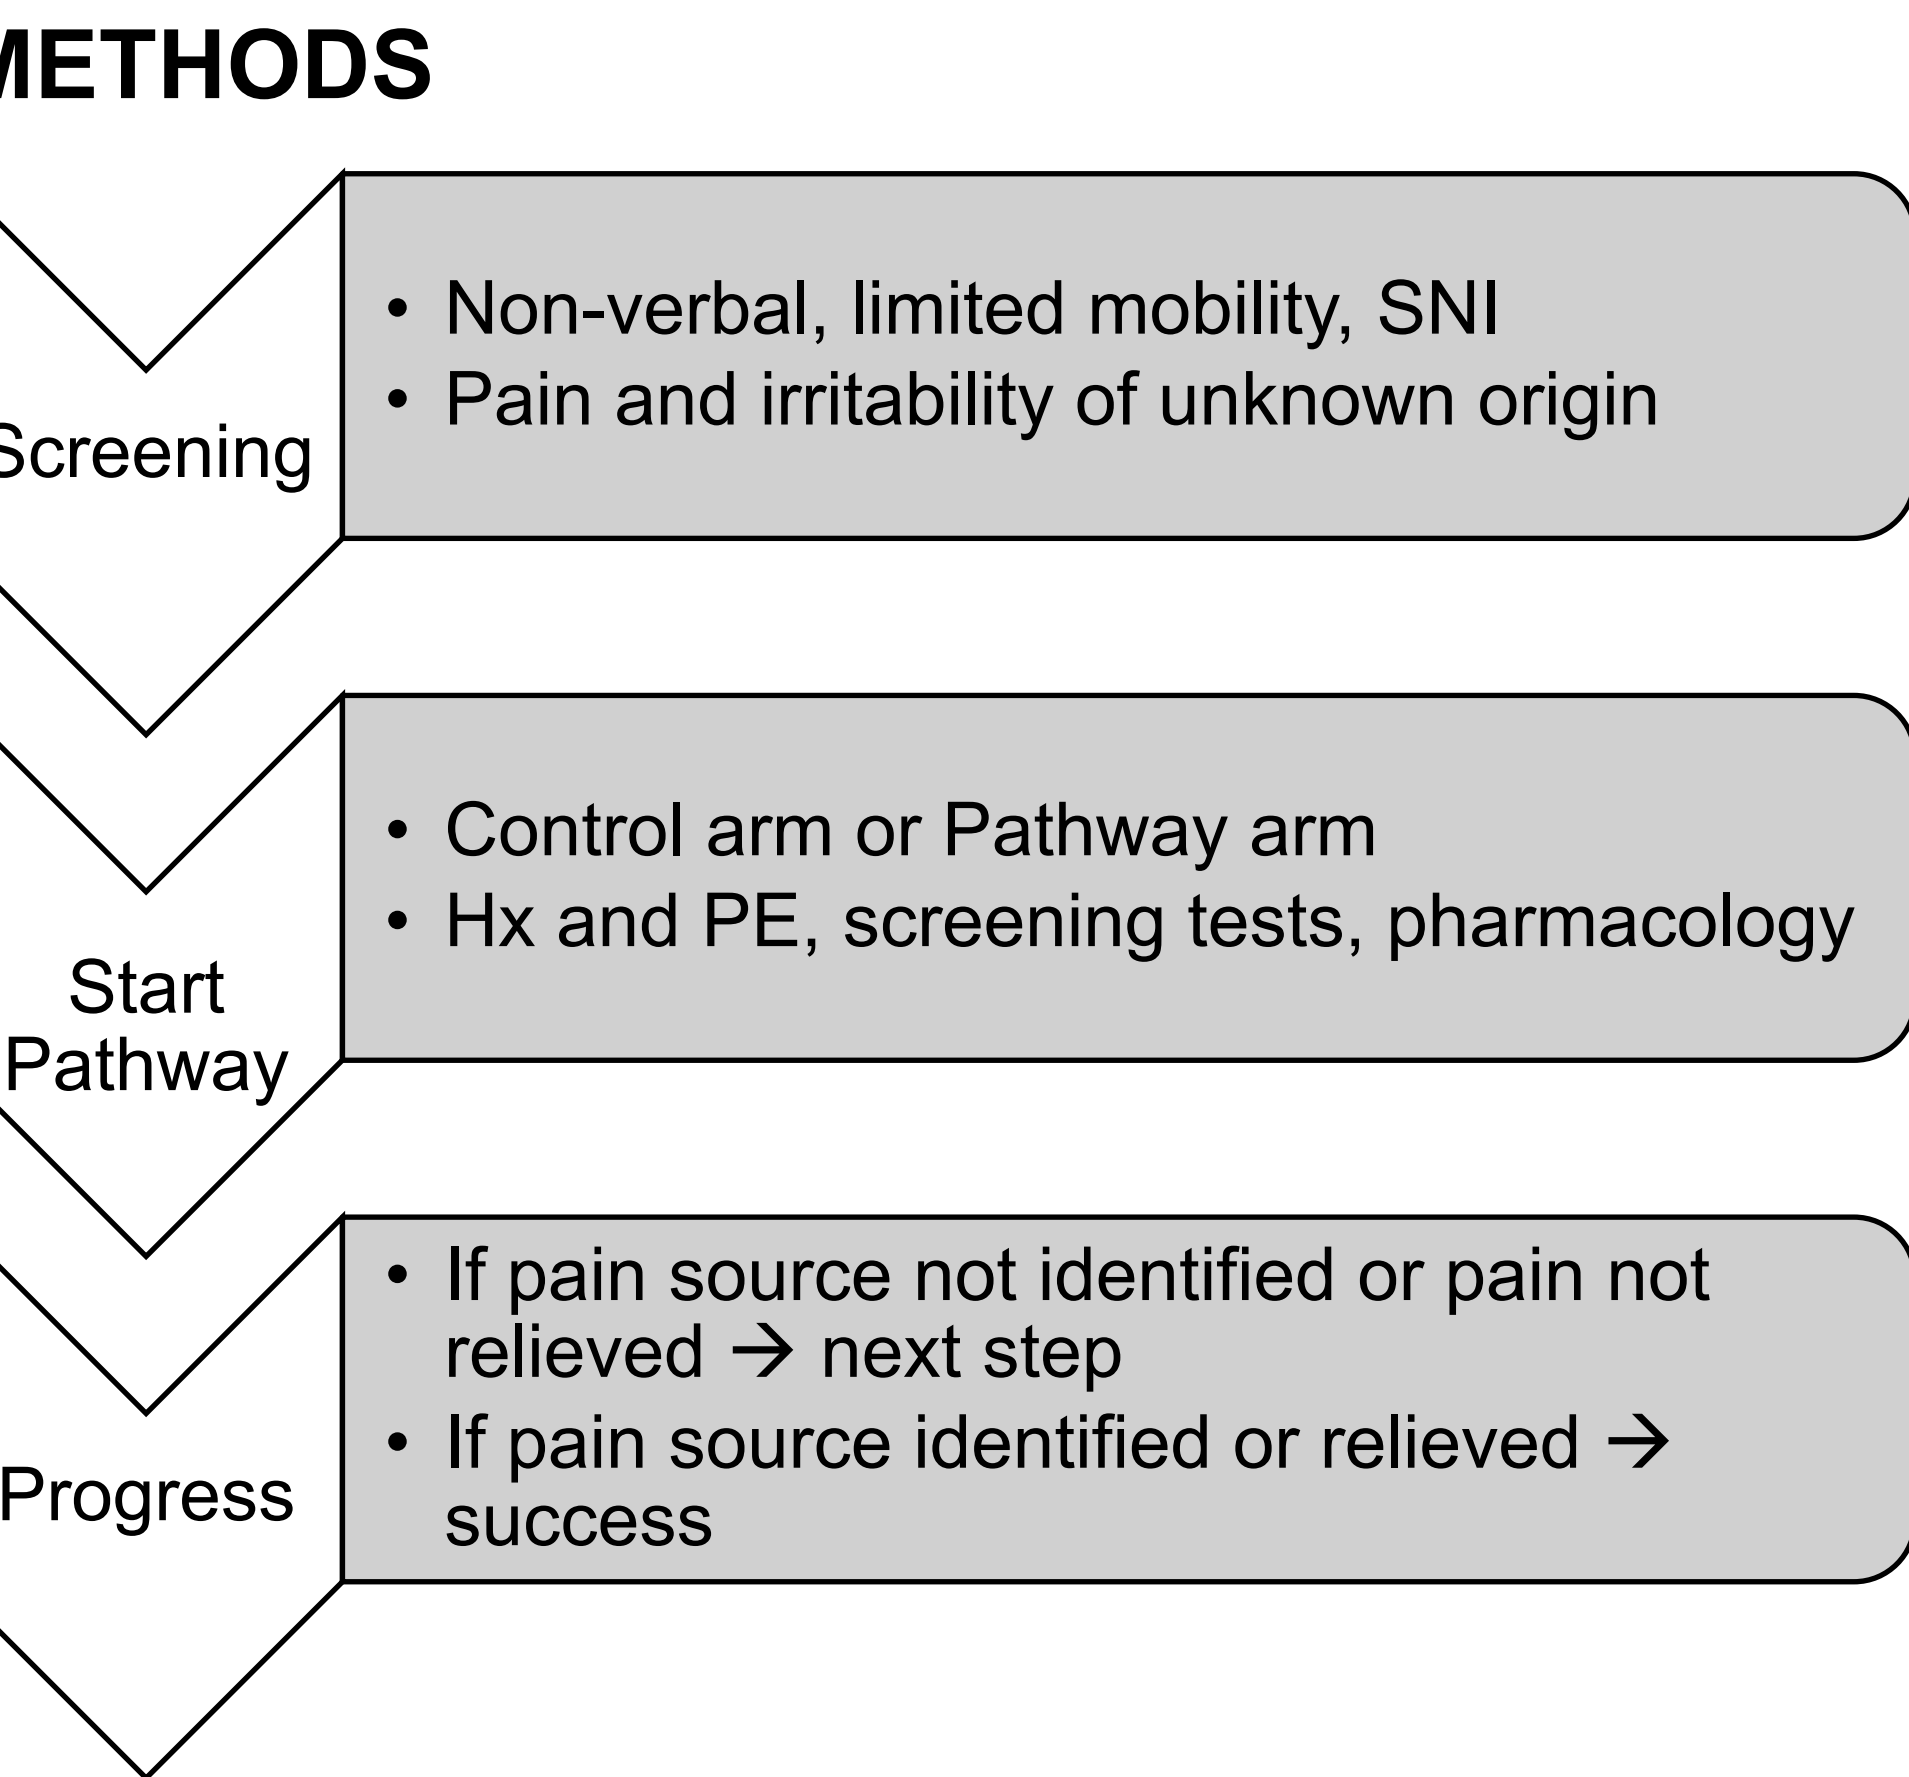 METHODS
Screening
• Non-verbal, limited mobility, SNI
• Pain and irritability of unknown origin
Start
Pathway
• Control arm or Pathway arm
• Hx and PE, screening tests, pharmacology
Progress
• If pain source not identified or pain not
relieved → next step
• If pain source identified or relieved →
success